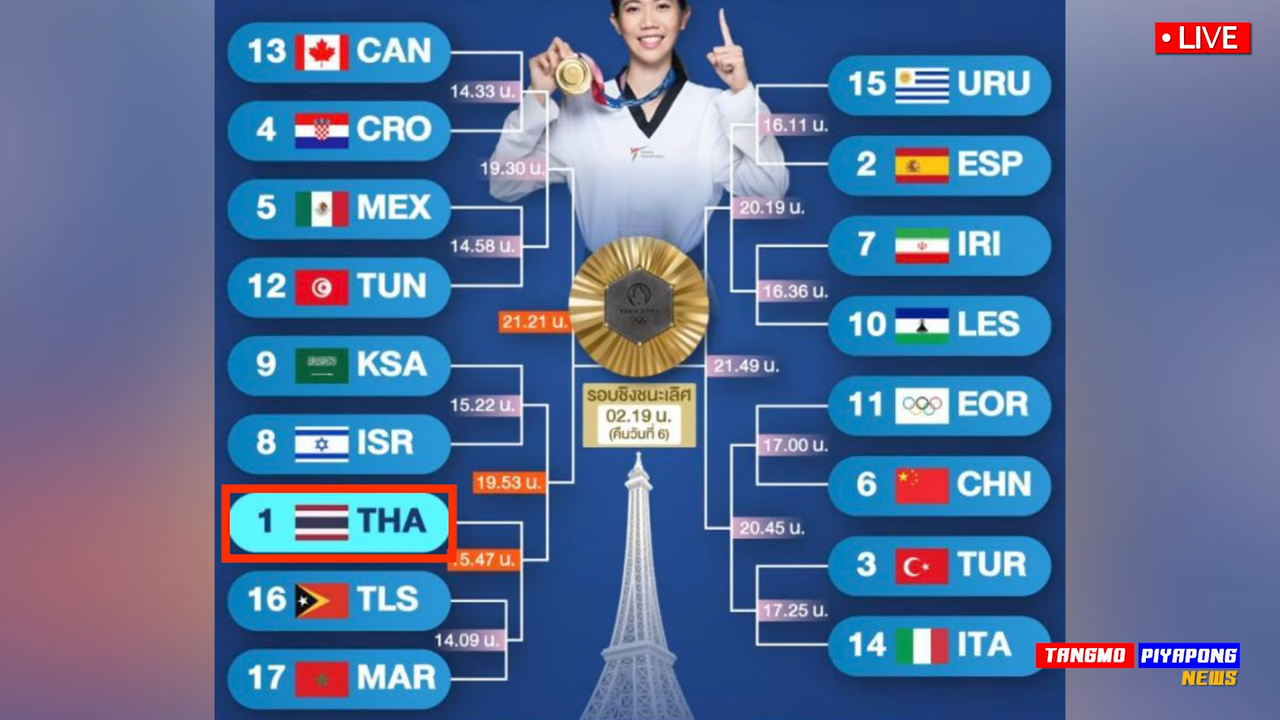 • LIVE
13 CAN
14.33 น.
4 CRO
19.30 น.
5 MEX
14.58 น.
12 TUN
21.21 น.
9 KSA
15.22 น.
8 ISR
19.53 น.
1 THA
5.47 น.
16 TLS
14.09 น.
17 MAR
รอบชิงชนะเลิศ
02.19 น.
(คืนวันที่ 6)
15 URU
16.11 น.
2 ESP
20.19 น.
7 IRI
16.36 น.
10 LES
21.49 น.
11 EOR
17.00 น.
6 CHN
20.45 น.
3 TUR
17.25 น.
14 ITA
TANGMO PIYAPONG
NEWS